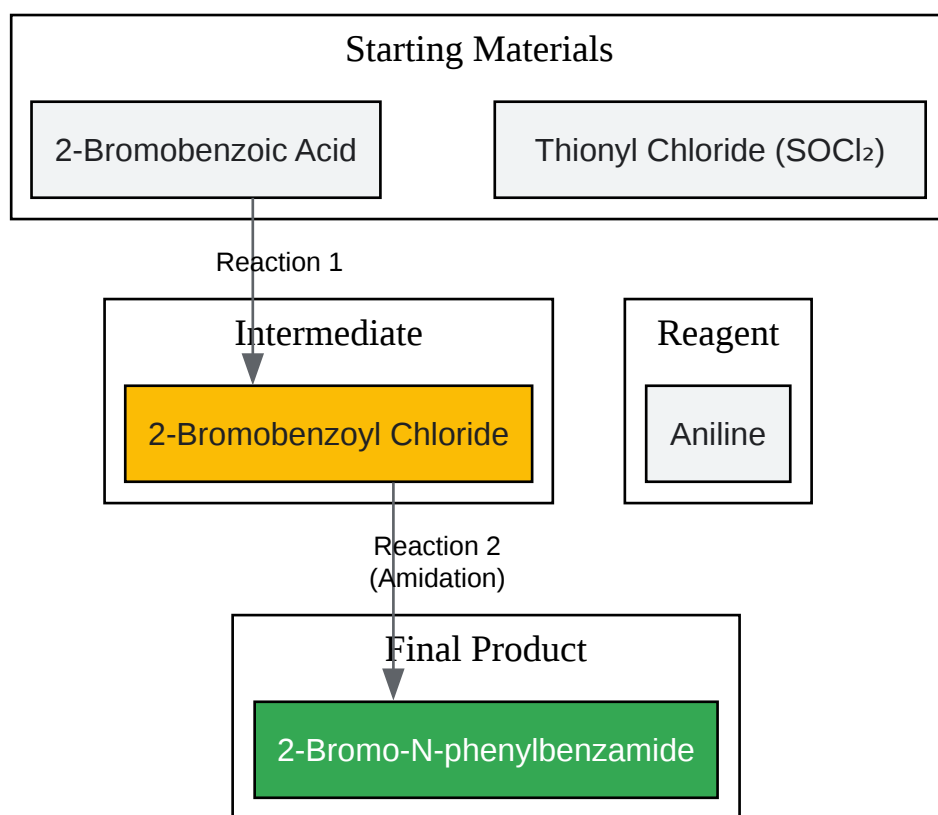 Starting Materials
2-Bromobenzoic Acid
Thionyl Chloride (SOCl₂)
Reaction 1
Intermediate
Reagent
2-Bromobenzoyl Chloride
Aniline
Reaction 2
(Amidation)
Final Product
2-Bromo-N-phenylbenzamide